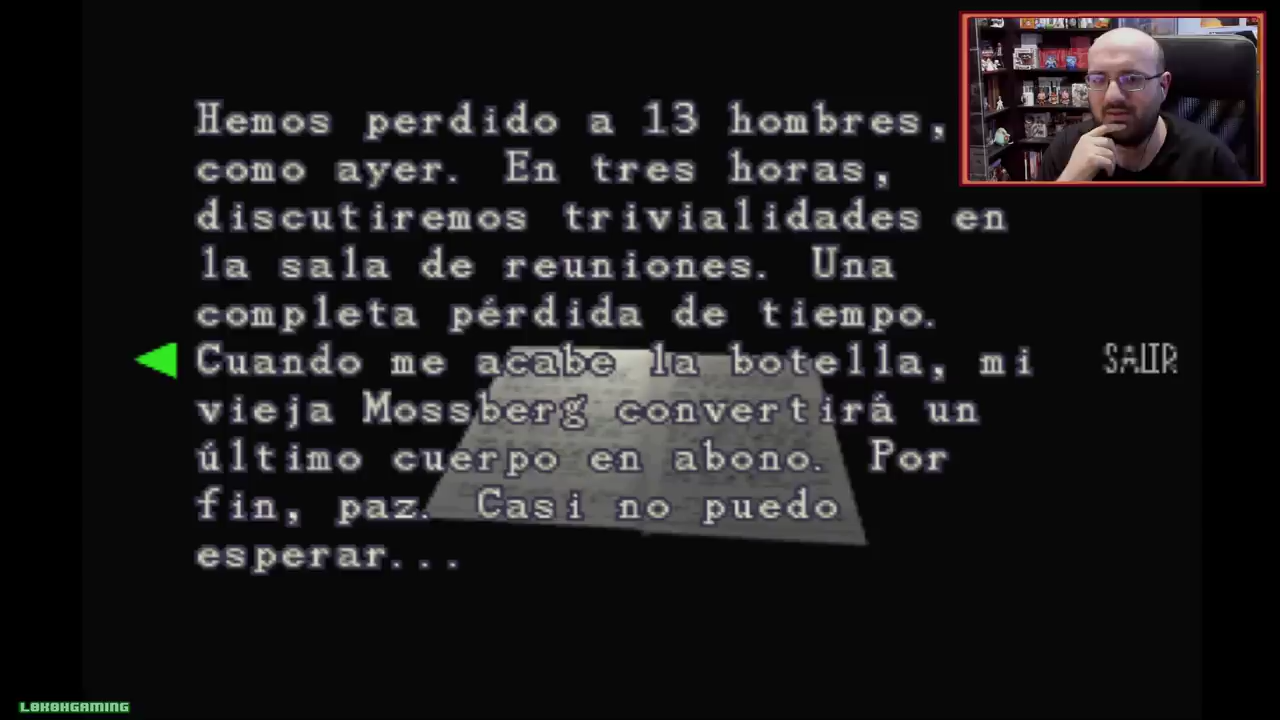 Hemos perdido a 13 hombres,
como ayer. En tres horas,
discutiremos trivialidades en
la sala de reuniones. Una
completa pérdida de tiempo.
Cuando me acabe la botella, mi
vieja Mossberg convertirá un
último cuerpo en abono. Por
fin, paz. Casi no puedo
esperar...
SALIR
L0K0XGAMING